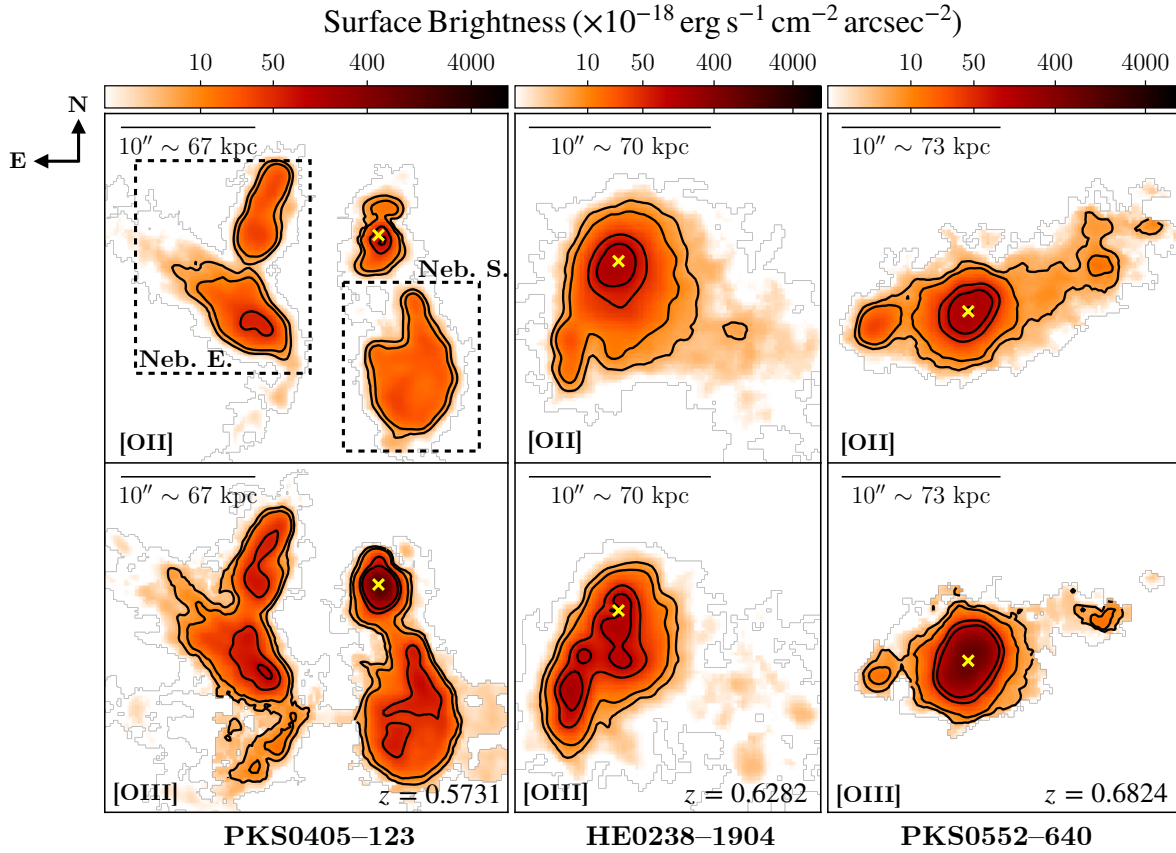 Surface Brightness (×10⁻¹⁸ erg s⁻¹ cm⁻² arcsec⁻²)
10 50 400 4000
10 50 400 4000
10 50 400 4000
N
E
10″ ∼ 67 kpc
Neb. E.
Neb. S.
[OII]
10″ ∼ 70 kpc
[OII]
10″ ∼ 73 kpc
[OII]
10″ ∼ 67 kpc
[OIII]
z = 0.5731
10″ ∼ 70 kpc
[OIII]
z = 0.6282
10″ ∼ 73 kpc
[OIII]
z = 0.6824
PKS0405–123
HE0238–1904
PKS0552–640